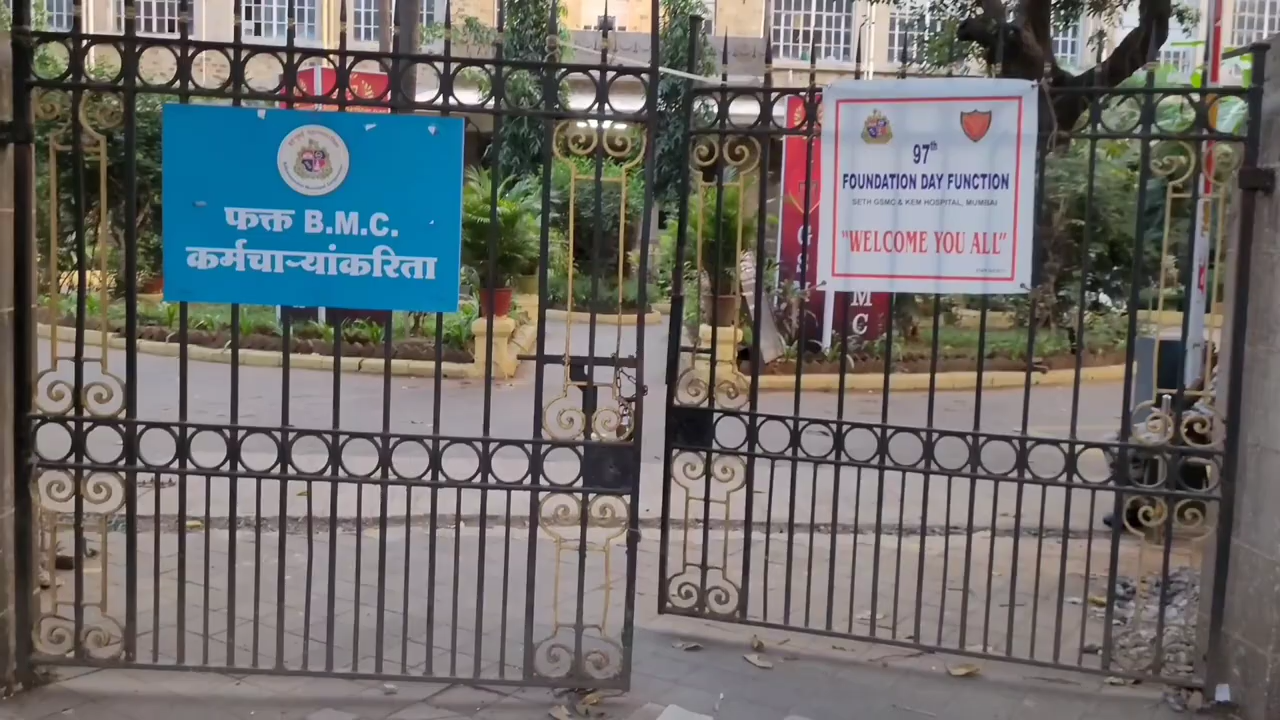 फक्त B.M.C.
कर्मचाऱ्यांकरिता
97th
FOUNDATION DAY FUNCTION
SETH GSMC & KEM HOSPITAL, MUMBAI
"WELCOME YOU ALL"
G
S
M
C